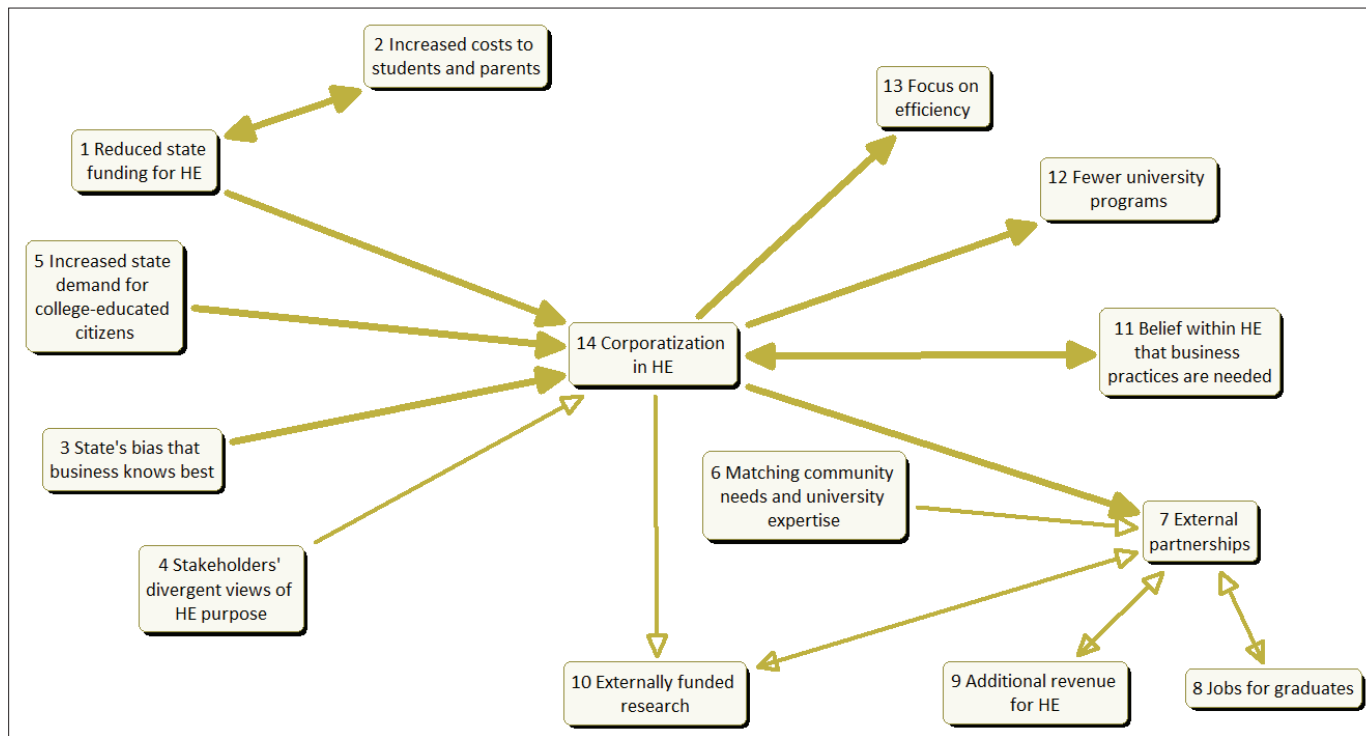 2 Increased costs to
students and parents
13 Focus on
efficiency
1 Reduced state
funding for HE
12 Fewer university
programs
5 Increased state
demand for
college-educated
citizens
14 Corporatization
in HE
11 Belief within HE
that business
practices are needed
3 State's bias that
business knows best
6 Matching community
needs and university
expertise
7 External
partnerships
4 Stakeholders'
divergent views of
HE purpose
10 Externally funded
research
9 Additional revenue
for HE
8 Jobs for graduates